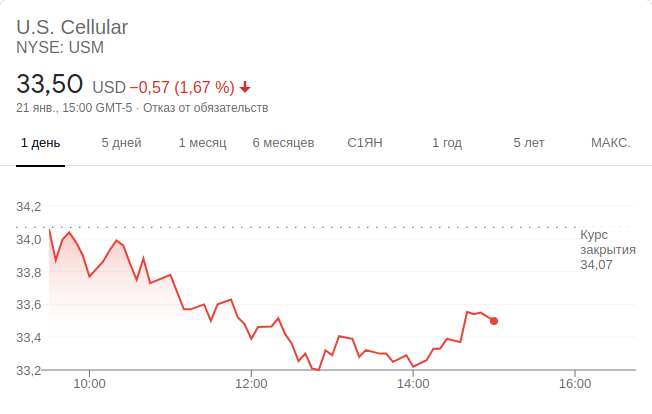 U.S. Cellular
NYSE: USM
33,50 USD −0,57 (1,67 %)
21 янв., 15:00 GMT-5 · Отказ от обязательств
1 день 5 дней 1 месяц 6 месяцев С1ЯН 1 год 5 лет МАКС.
34,2
34,0
33,8
33,6
33,4
33,2
Курс
закрытия
34,07
10:00 12:00 14:00 16:00